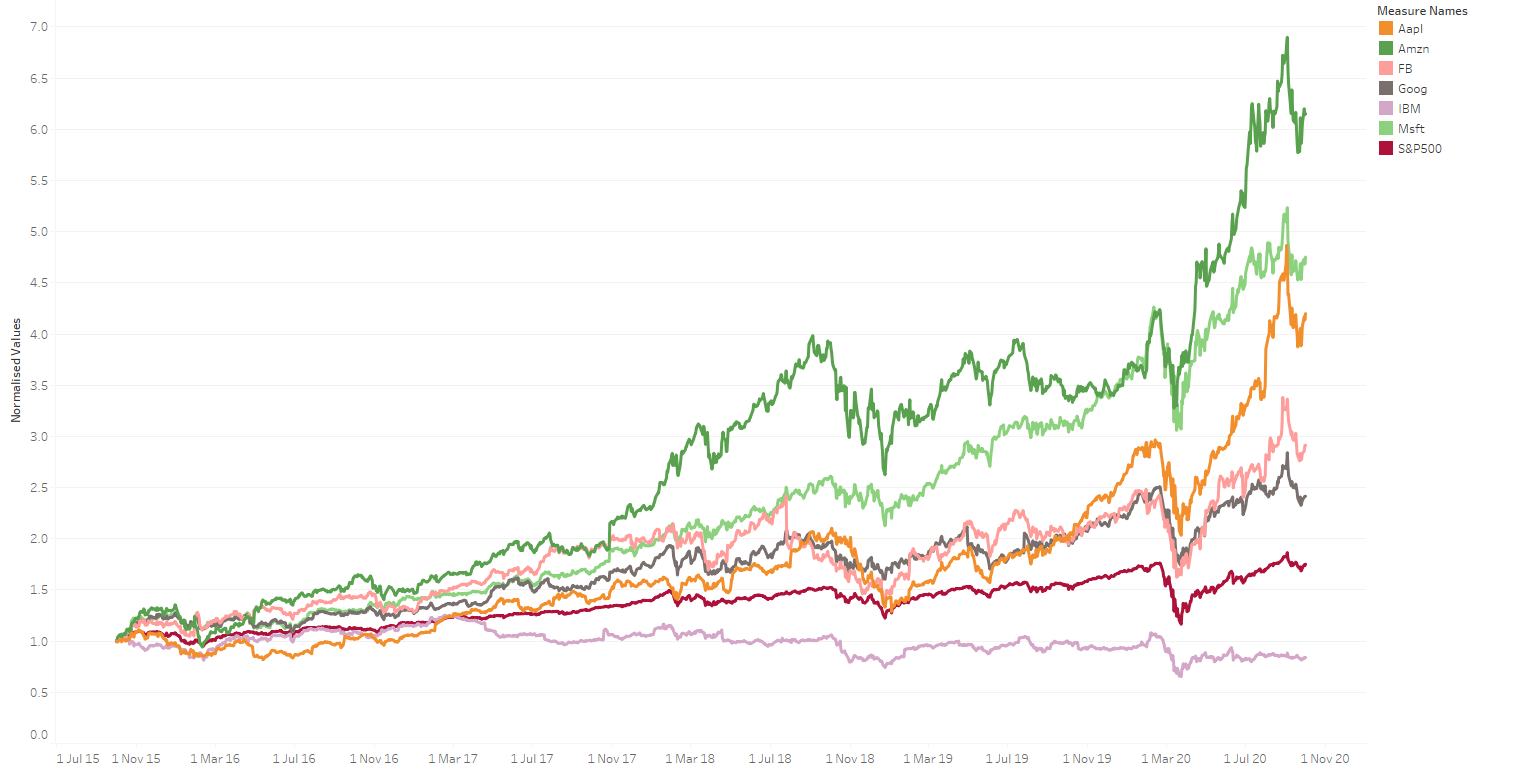 Measure Names
Aapl
Amzn
FB
Goog
IBM
Msft
S&P500
Normalised Values
7.0
6.5
6.0
5.5
5.0
4.5
4.0
3.5
3.0
2.5
2.0
1.5
1.0
0.5
0.0
1 Jul 15 1 Nov 15 1 Mar 16 1 Jul 16 1 Nov 16 1 Mar 17 1 Jul 17 1 Nov 17 1 Mar 18 1 Jul 18 1 Nov 18 1 Mar 19 1 Jul 19 1 Nov 19 1 Mar 20 1 Jul 20 1 Nov 20